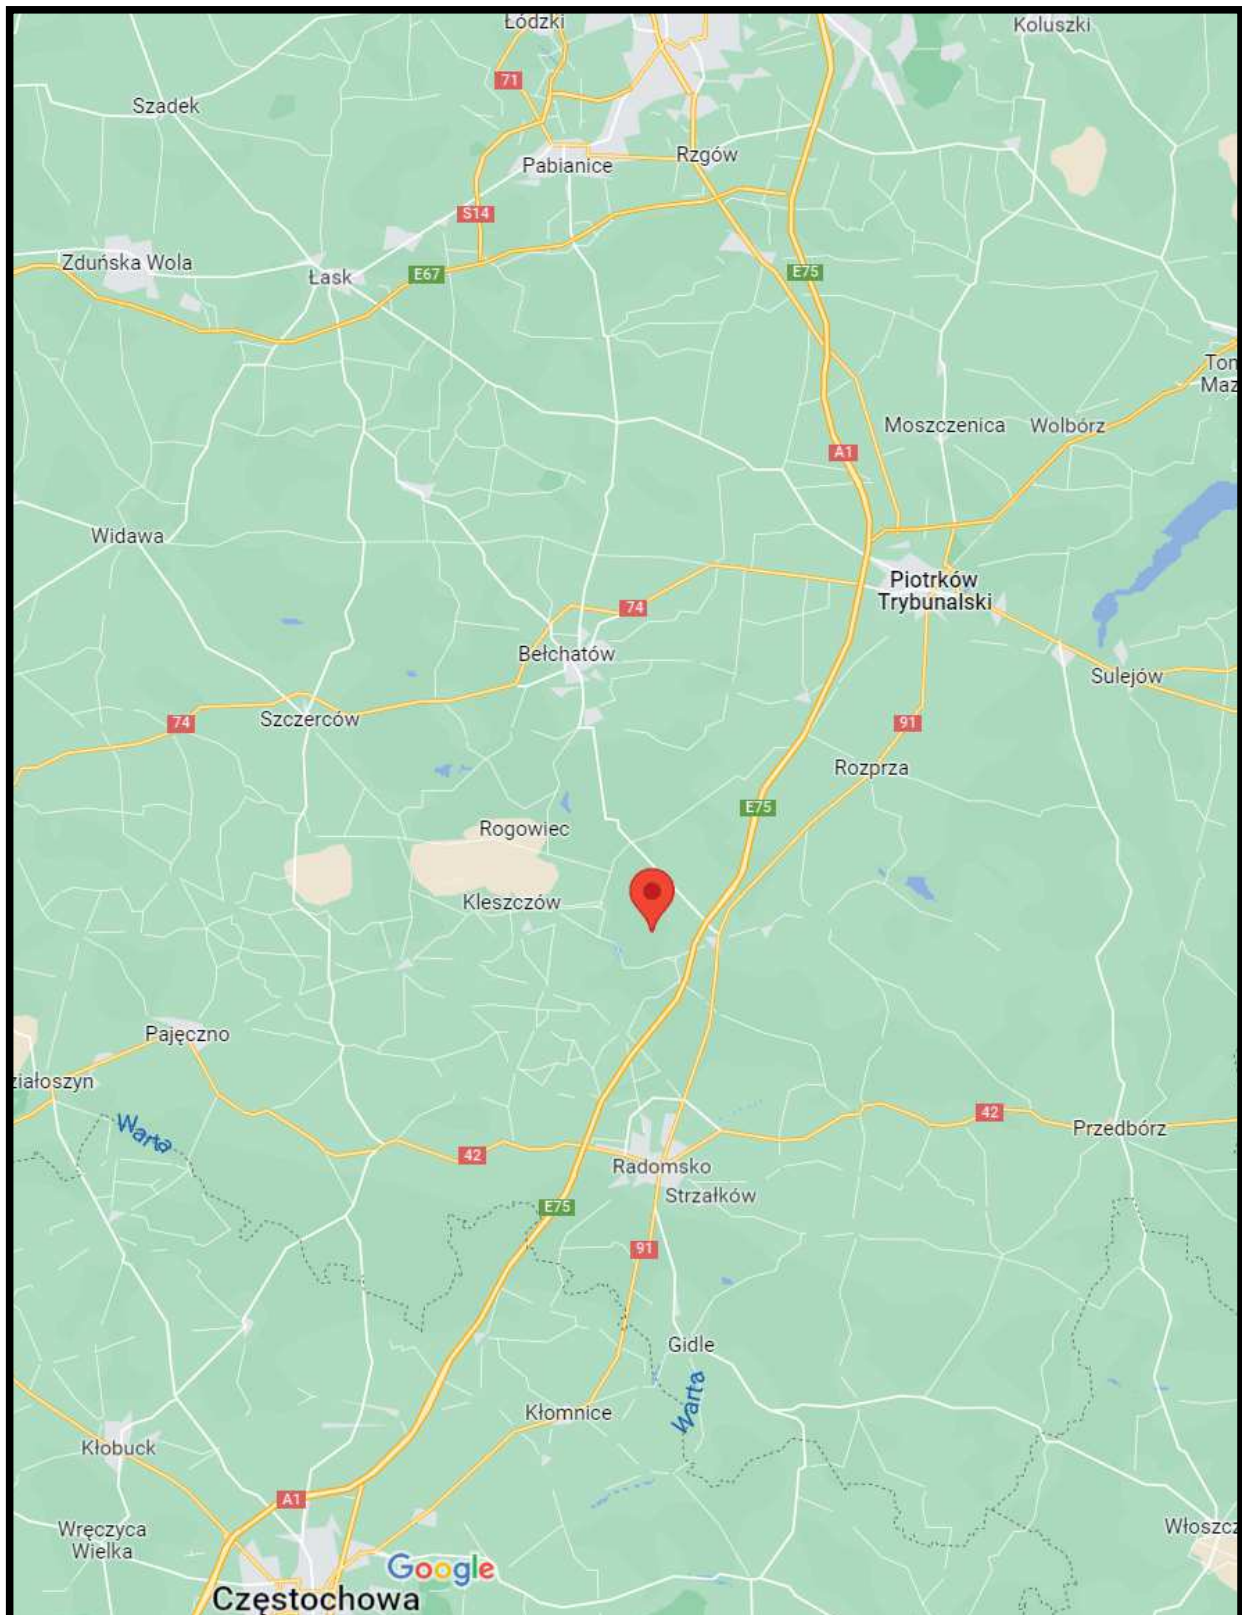 Łódzki
Koluszki
71
Szadek
Rzgów
Pabianice
S14
Zduńska Wola
Łask
E67
E75
Tom
Maz
Moszczenica
Wolbórz
A1
Widawa
Piotrków
Trybunalski
74
Bełchatów
Sulejów
74
Szczerców
91
Rozprza
E75
Rogowiec
Kleszczów
Pajęczno
ziałoszyn
Warta
42
Przedbórz
42
Radomsko
Strzałków
E75
91
Gidle
Warta
Kłomnice
Kłobuck
A1
Wręczyca
Wielka
Włoszcz
Google
Częstochowa